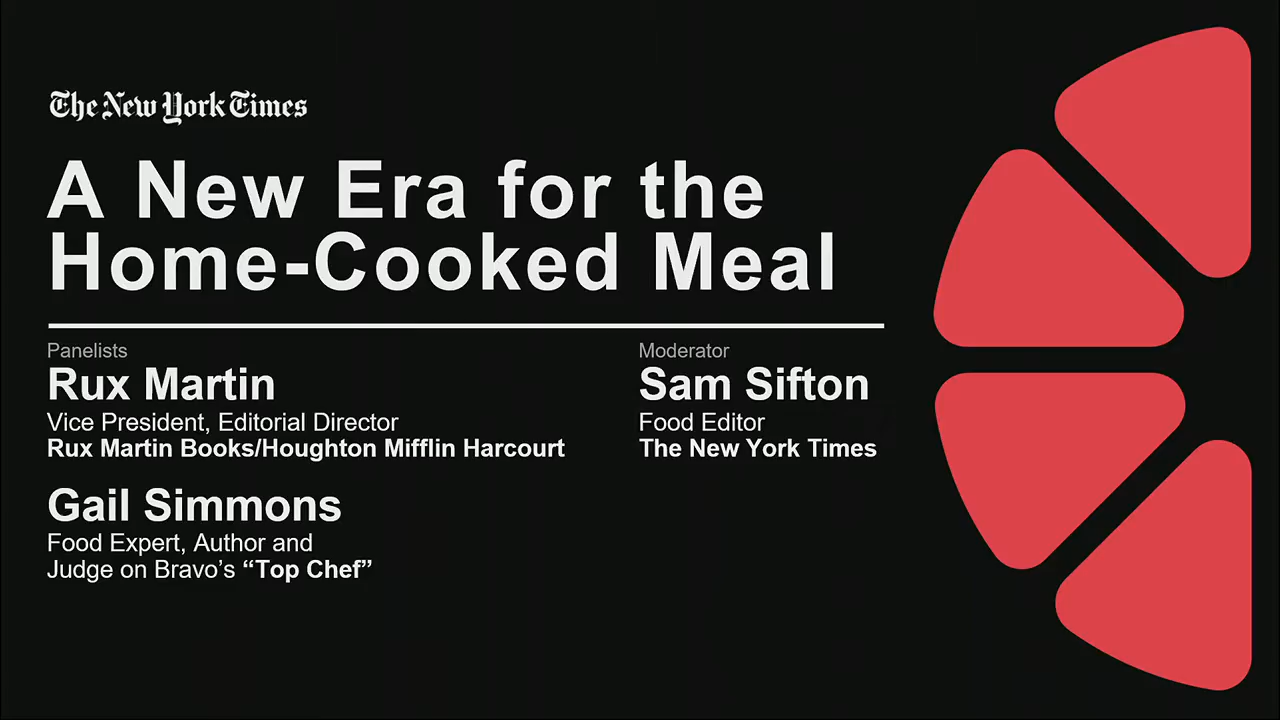 The New York Times
A New Era for the
Home-Cooked Meal
Panelists
Rux Martin
Vice President, Editorial Director
Rux Martin Books/Houghton Mifflin Harcourt
Gail Simmons
Food Expert, Author and
Judge on Bravo’s “Top Chef”
Moderator
Sam Sifton
Food Editor
The New York Times